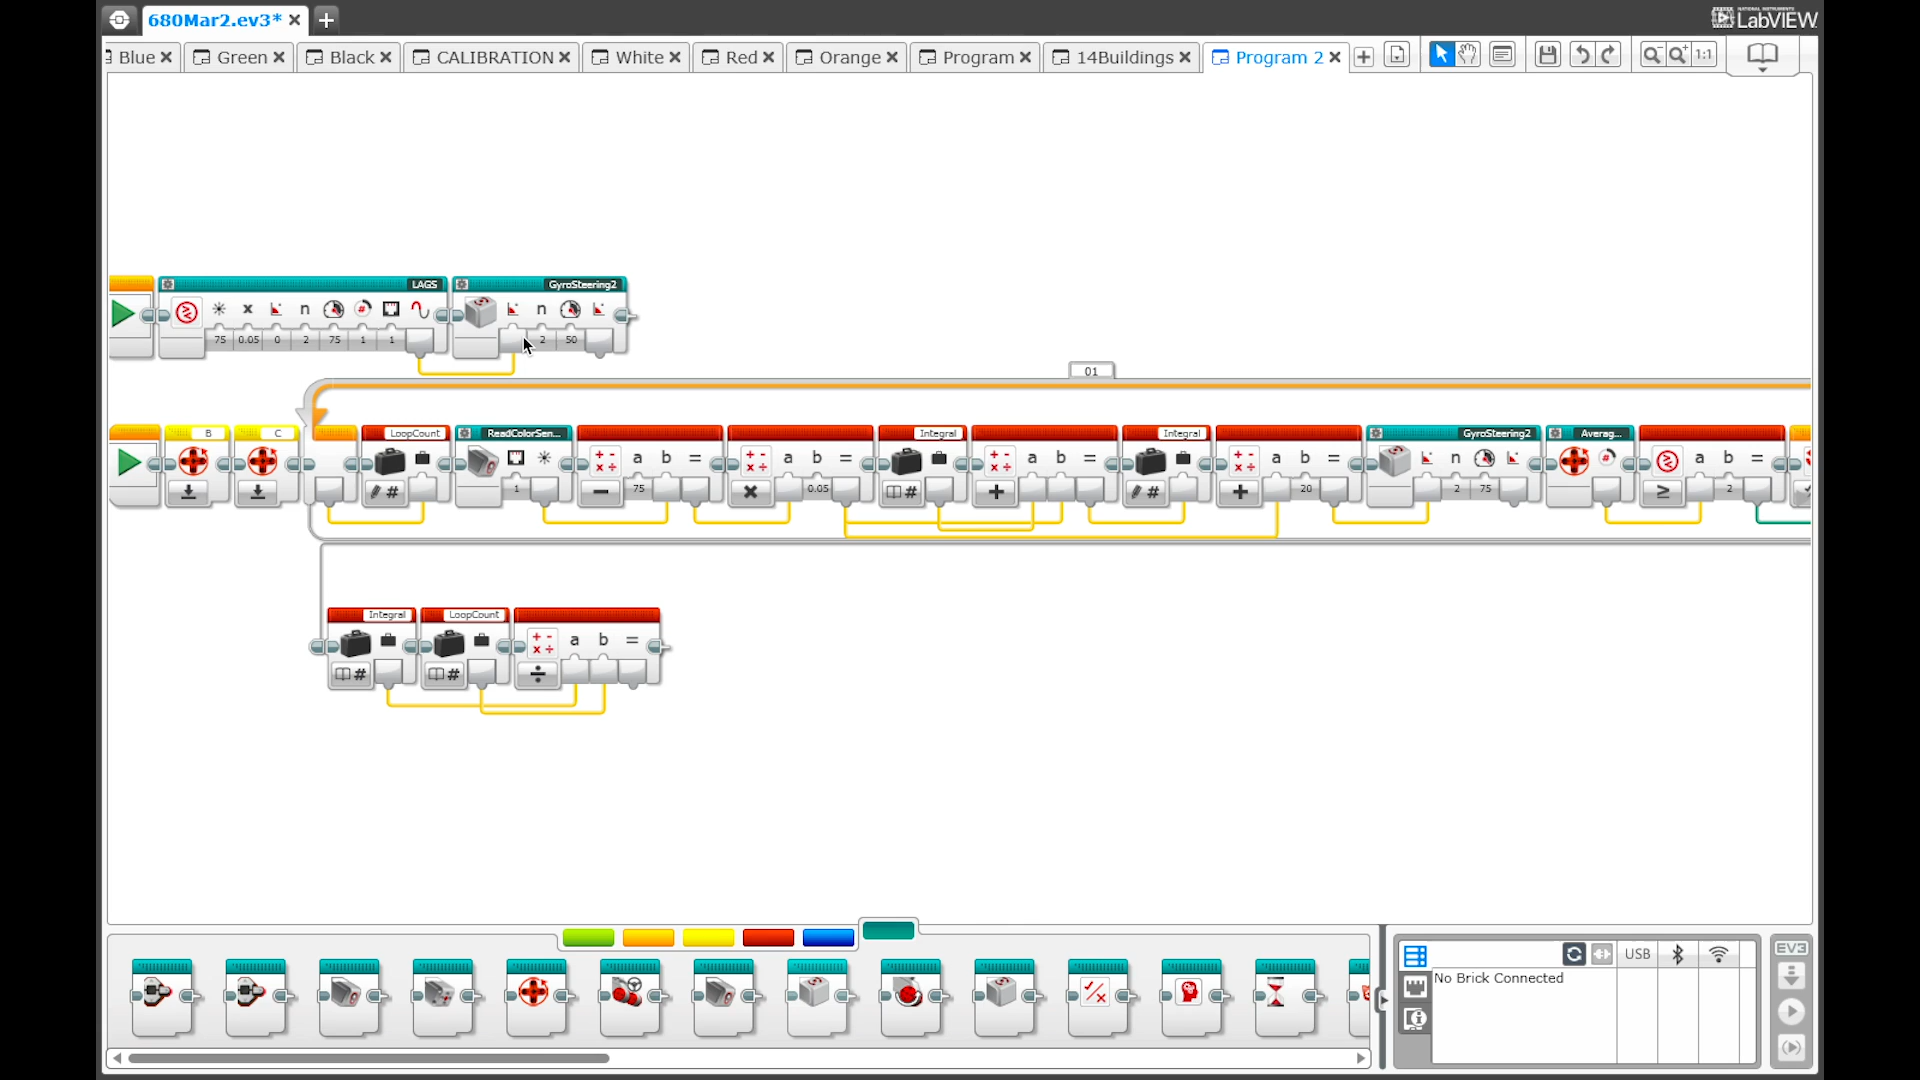 680Mar2.ev3*
NATIONAL INSTRUMENTS
LabVIEW
Blue Green Black CALIBRATION White Red Orange Program 14Buildings Program 2 1:1
LAGS GyroSteering2
x n n
75 0.05 0 2 75 1 1 2 50
01
B C LoopCount ReadColorSen... Integral Integral GyroSteering2 Averag...
a b = a b = a b = a b = n a b =
# 1 − 75 × 0.05 # + # + 20 2 75 ≥ 2
Integral LoopCount
a b =
# # ÷
USB EV3
No Brick Connected